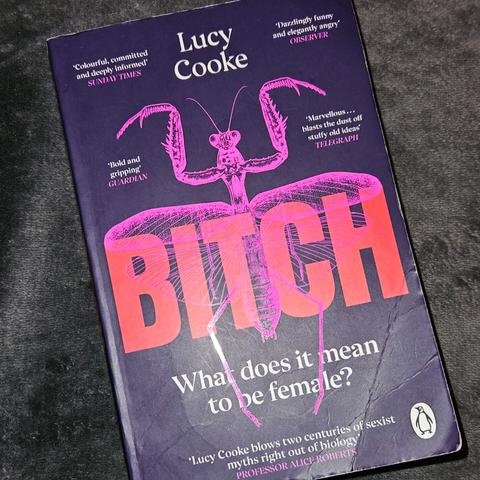 Lucy
Cooke
'Colourful, committed
and deeply informed'
SUNDAY TIMES
'Dazzlingly funny
and elegantly angry'
OBSERVER
'Marvellous...
blasts the dust off
stuffy old ideas'
TELEGRAPH
'Bold and
gripping'
GUARDIAN
BITCH
What does it mean
to be female?
'Lucy Cooke blows two centuries of sexist
myths right out of biology'
PROFESSOR ALICE ROBERTS